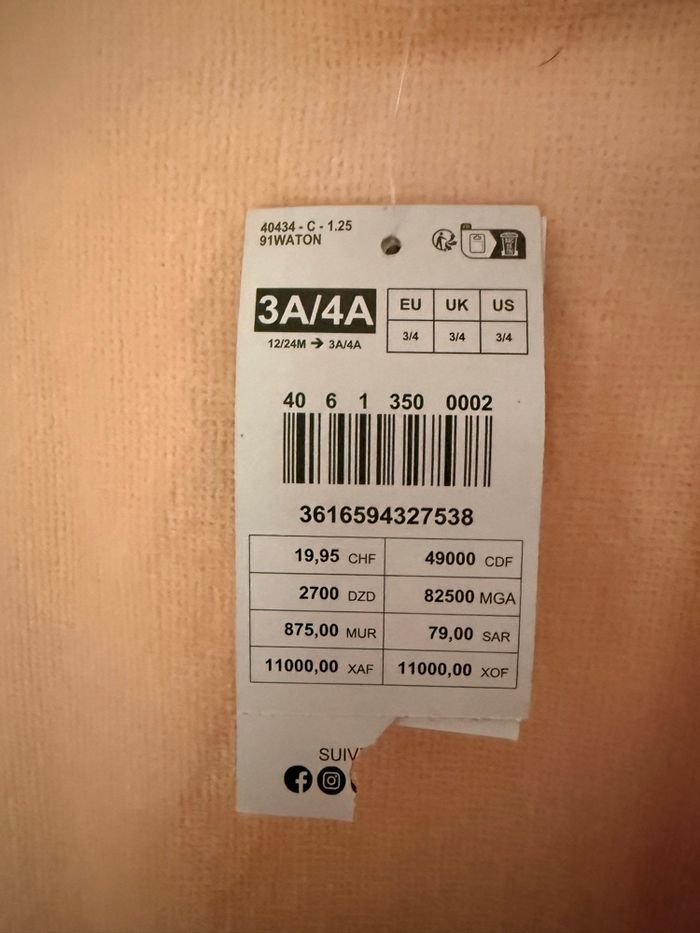 40434 - C - 1.25
91WATON
3A/4A
12/24M ➔ 3A/4A
EU UK US
3/4 3/4 3/4
40 6 1 350 0002
3616594327538
19,95 CHF 49000 CDF
2700 DZD 82500 MGA
875,00 MUR 79,00 SAR
11000,00 XAF 11000,00 XOF